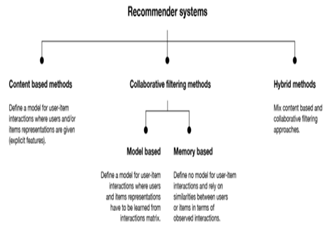 Recommender systems
Content based methods
Define a model for user-item
interactions where users and/or
items representations are given
(explicit features).
Collaborative filtering methods
Model based
Define a model for user-item
interactions where users
and items representations
have to be learned from
interactions matrix.
Memory based
Define no model for user-item
interactions and rely on
similarities between users
or items in terms of
observed interactions.
Hybrid methods
Mix content based and
collaborative filtering
approaches.